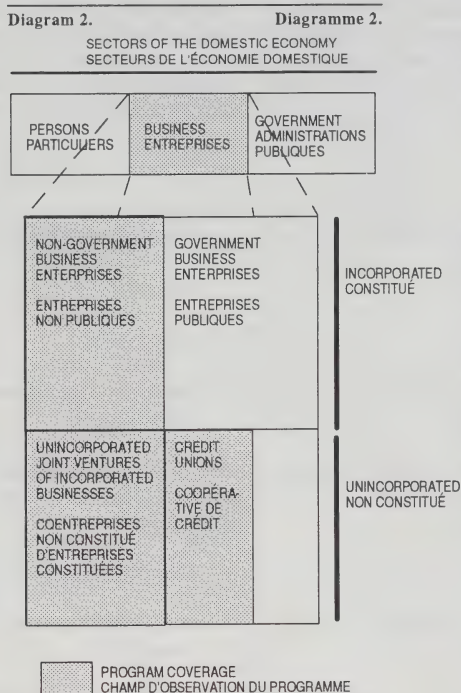 Diagram 2. Diagramme 2.
SECTORS OF THE DOMESTIC ECONOMY
SECTEURS DE L'ÉCONOMIE DOMESTIQUE
PERSONS
PARTICULIERS
BUSINESS
ENTREPRISES
GOVERNMENT
ADMINISTRATIONS
PUBLIQUES
NON-GOVERNMENT
BUSINESS
ENTERPRISES
ENTREPRISES
NON PUBLIQUES
GOVERNMENT
BUSINESS
ENTERPRISES
ENTREPRISES
PUBLIQUES
INCORPORATED
CONSTITUÉ
UNINCORPORATED
JOINT VENTURES
OF INCORPORATED
BUSINESSES
COENTREPRISES
NON CONSTITUÉ
D'ENTREPRISES
CONSTITUÉES
CREDIT
UNIONS
COOPÉRA-
TIVE DE
CRÉDIT
UNINCORPORATED
NON CONSTITUÉ
PROGRAM COVERAGE
CHAMP D'OBSERVATION DU PROGRAMME